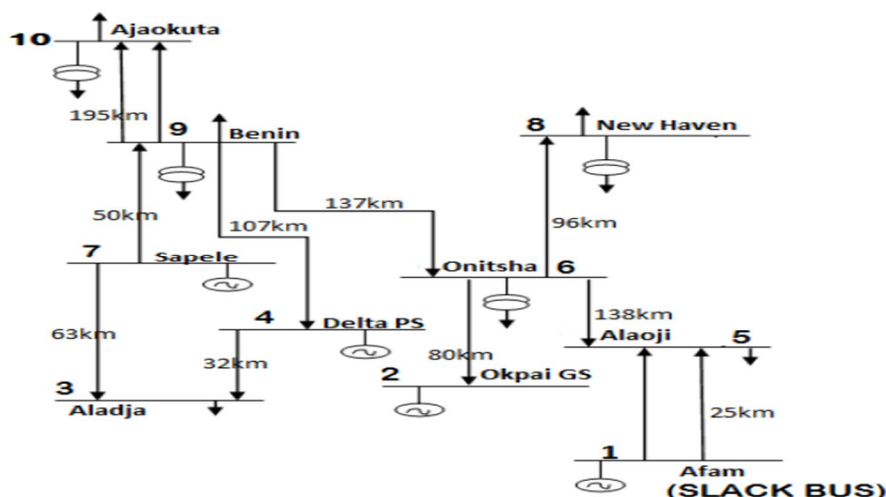 10 Ajaokuta
195km
9 Benin
8 New Haven
50km
107km
137km
96km
7 Sapele
Onitsha 6
63km
4 Delta PS
32km
80km
138km
Alaoji 5
3 Aladja
2 Okpai GS
25km
1 Afam
(SLACK BUS)